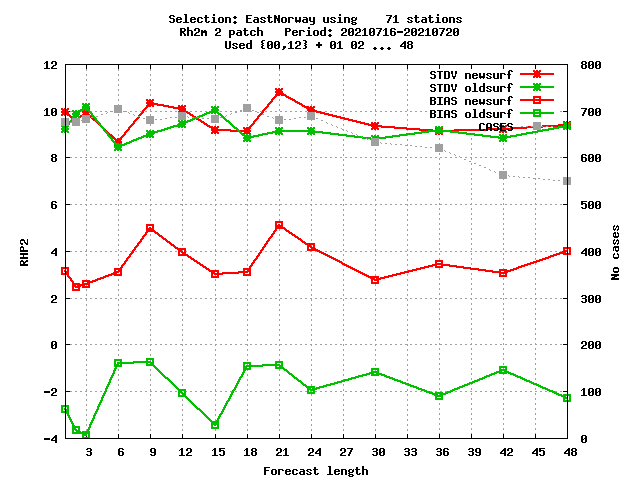 Selection: EastNorway using    71 stations
Rh2m 2 patch   Period: 20210716-20210720
Used {00,12} + 01 02 ... 48
12
10
8
6
4
2
0
-2
-4
800
700
600
500
400
300
200
100
0
STDV newsurf
STDV oldsurf
BIAS newsurf
BIAS oldsurf
CASES
RHP2
No cases
3 6 9 12 15 18 21 24 27 30 33 36 39 42 45 48
Forecast length